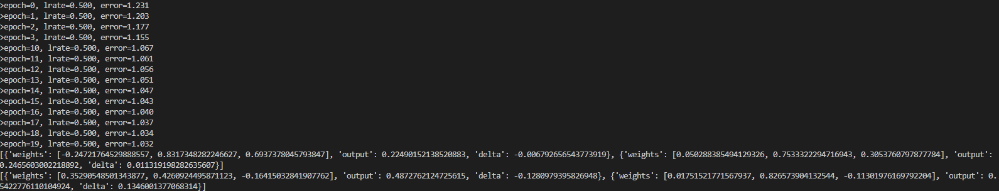 >epoch=0, lrate=0.500, error=1.231
>epoch=1, lrate=0.500, error=1.203
>epoch=2, lrate=0.500, error=1.177
>epoch=3, lrate=0.500, error=1.155
>epoch=10, lrate=0.500, error=1.067
>epoch=11, lrate=0.500, error=1.061
>epoch=12, lrate=0.500, error=1.056
>epoch=13, lrate=0.500, error=1.051
>epoch=14, lrate=0.500, error=1.047
>epoch=15, lrate=0.500, error=1.043
>epoch=16, lrate=0.500, error=1.040
>epoch=17, lrate=0.500, error=1.037
>epoch=18, lrate=0.500, error=1.034
>epoch=19, lrate=0.500, error=1.032
[{'weights': [-0.24721764529888557, 0.8317348282246627, 0.6937378045793847], 'output': 0.22490152138520883, 'delta': -0.006792656543773919}, {'weights': [0.050288385494129326, 0.7533322294716943, 0.3053760797877784], 'output':
0.2465603002218892, 'delta': 0.011319198282635607}]
[{'weights': [0.35290548501343877, 0.4260924495871123, -0.16415032841907762], 'output': 0.4872762124725615, 'delta': -0.1280979395826948}, {'weights': [0.01751521771567937, 0.826573904132544, -0.11301976169792204], 'output': 0.
5422776110104924, 'delta': 0.1346001377068314}]